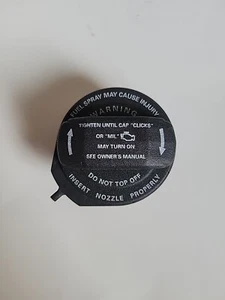 FUEL SPRAY MAY CAUSE INJURY
WARNING
TIGHTEN UNTIL CAP "CLICKS"
OR "MIL"
MAY TURN ON
SEE OWNER'S MANUAL
DO NOT TOP OFF
INSERT NOZZLE PROPERLY